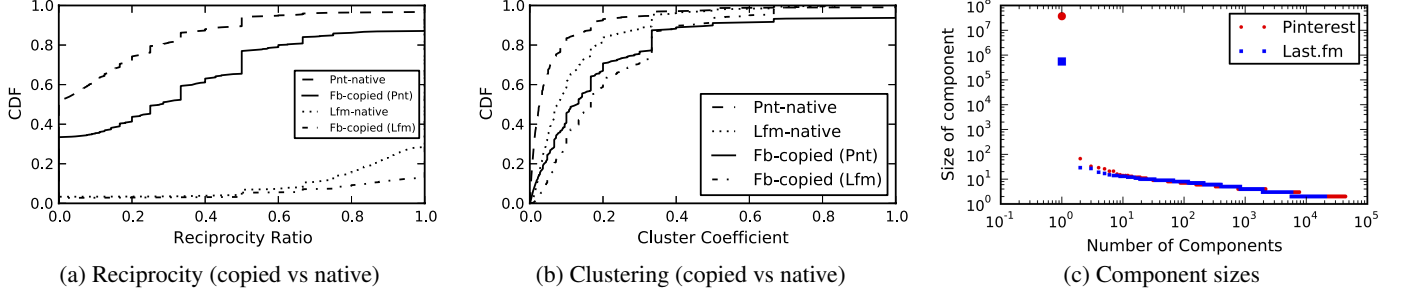 1.0
0.8
0.6
0.4
0.2
0.0
CDF
0.0 0.2 0.4 0.6 0.8 1.0
Reciprocity Ratio
Pnt-native
Fb-copied (Pnt)
Lfm-native
Fb-copied (Lfm)
(a) Reciprocity (copied vs native)
1.0
0.8
0.6
0.4
0.2
0.0
CDF
0.0 0.2 0.4 0.6 0.8 1.0
Cluster Coefficient
Pnt-native
Lfm-native
Fb-copied (Pnt)
Fb-copied (Lfm)
(b) Clustering (copied vs native)
10^8
10^7
10^6
10^5
10^4
10^3
10^2
10^1
10^0
Size of component
10^-1 10^0 10^1 10^2 10^3 10^4 10^5
Number of Components
Pinterest
Last.fm
(c) Component sizes